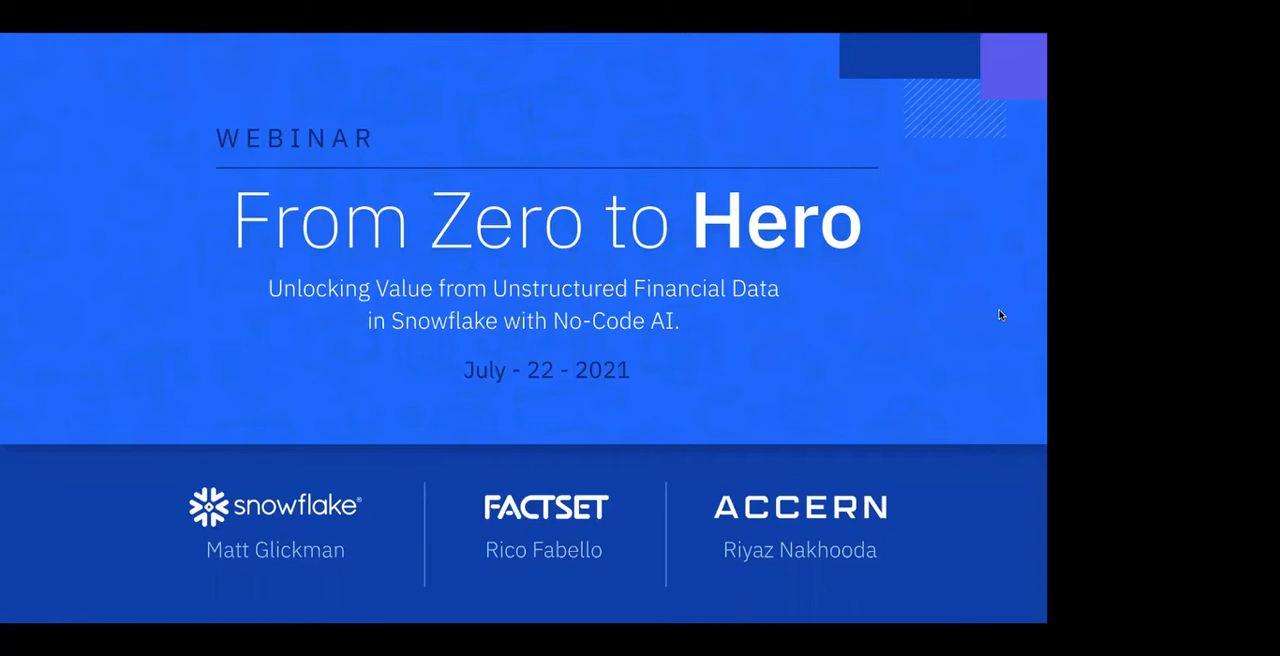 WEBINAR
From Zero to Hero
Unlocking Value from Unstructured Financial Data
in Snowflake with No-Code AI.
July - 22 - 2021
snowflake®
Matt Glickman
FACTSET
Rico Fabello
ACCERN
Riyaz Nakhooda